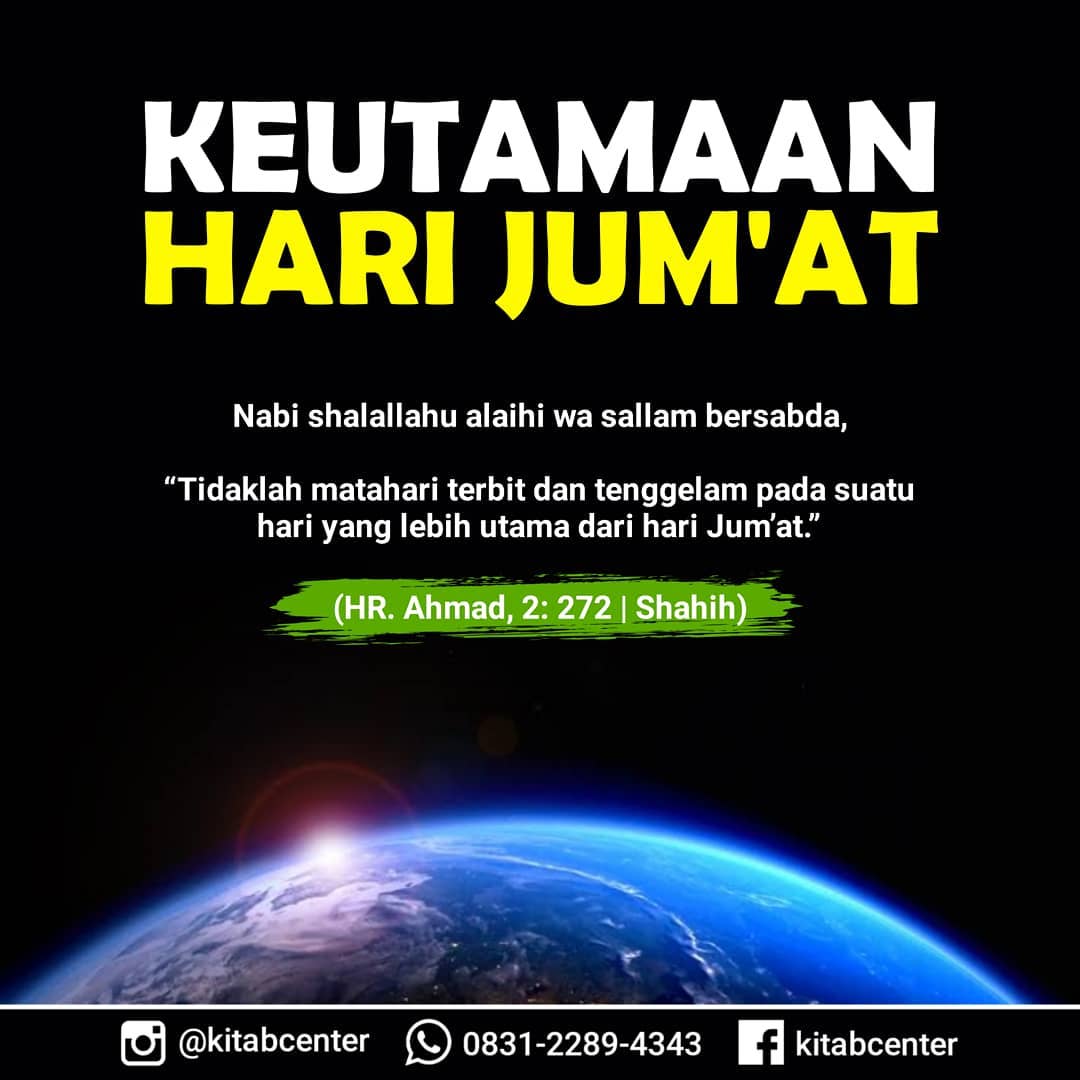 KEUTAMAAN
HARI JUM'AT
Nabi shalallahu alaihi wa sallam bersabda,
“Tidaklah matahari terbit dan tenggelam pada suatu
hari yang lebih utama dari hari Jum’at.”
(HR. Ahmad, 2: 272 | Shahih)
@kitabcenter 0831-2289-4343 kitabcenter